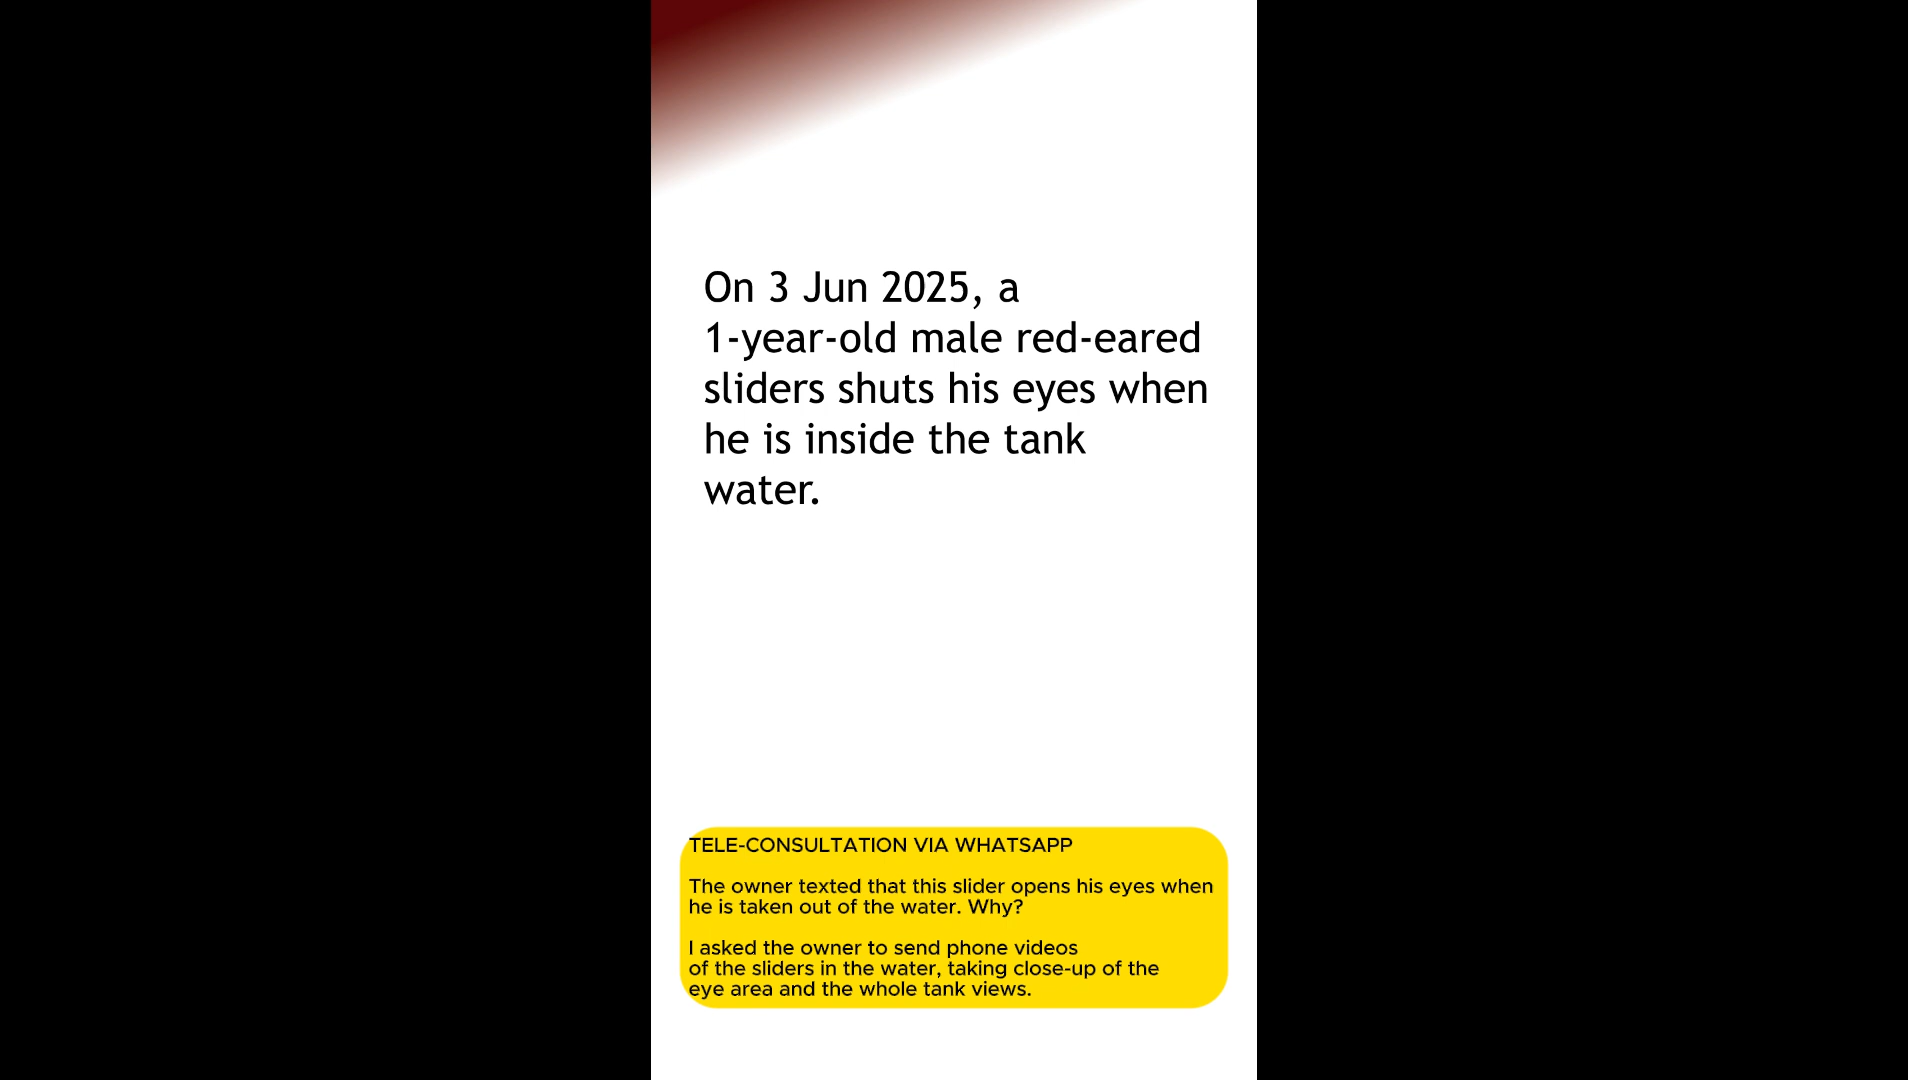 On 3 Jun 2025, a
1-year-old male red-eared
sliders shuts his eyes when
he is inside the tank
water.
TELE-CONSULTATION VIA WHATSAPP
The owner texted that this slider opens his eyes when
he is taken out of the water. Why?
I asked the owner to send phone videos
of the sliders in the water, taking close-up of the
eye area and the whole tank views.